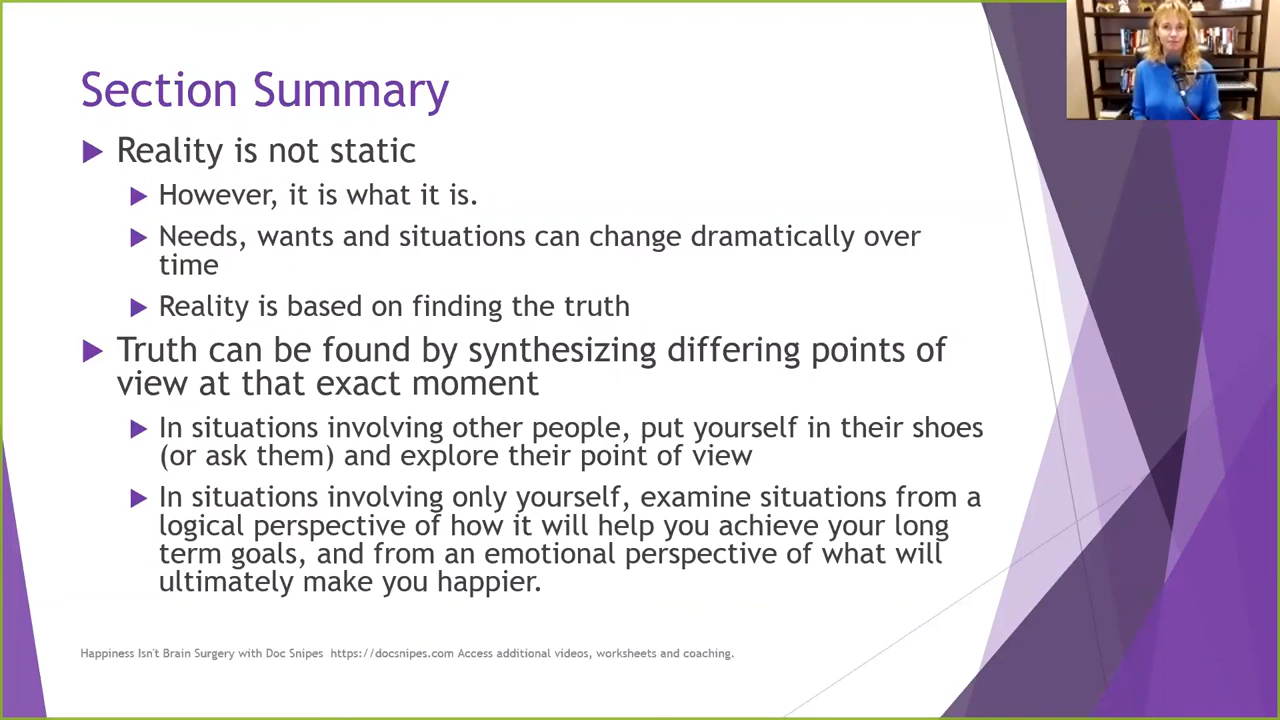 Section Summary
Reality is not static
However, it is what it is.
Needs, wants and situations can change dramatically over
time
Reality is based on finding the truth
Truth can be found by synthesizing differing points of
view at that exact moment
In situations involving other people, put yourself in their shoes
(or ask them) and explore their point of view
In situations involving only yourself, examine situations from a
logical perspective of how it will help you achieve your long
term goals, and from an emotional perspective of what will
ultimately make you happier.
Happiness Isn't Brain Surgery with Doc Snipes https://docsnipes.com Access additional videos, worksheets and coaching.